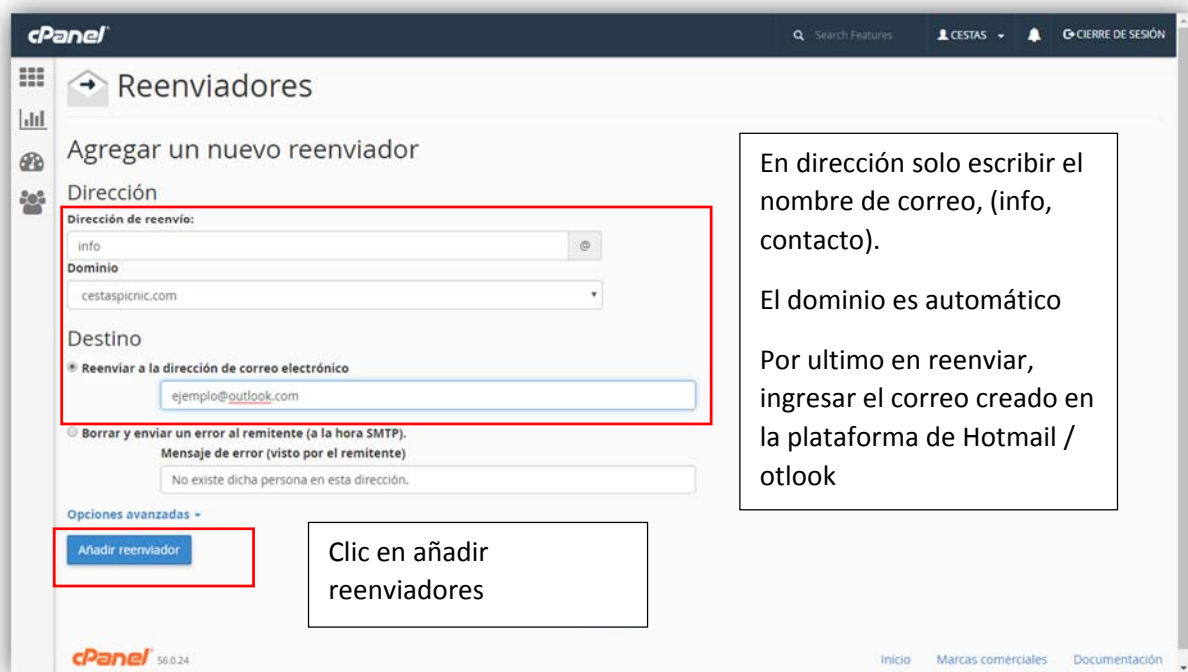 cPanel
Search Features
CESTAS
CIERRE DE SESIÓN
Reenviadores
Agregar un nuevo reenviador
Dirección
Dirección de reenvío:
info
@
Dominio
cestaspicnic.com
Destino
Reenviar a la dirección de correo electrónico
ejemplo@outlook.com
Borrar y enviar un error al remitente (a la hora SMTP).
Mensaje de error (visto por el remitente)
No existe dicha persona en esta dirección.
Opciones avanzadas
Añadir reenviador
En dirección solo escribir el
nombre de correo, (info,
contacto).
El dominio es automático
Por ultimo en reenviar,
ingresar el correo creado en
la plataforma de Hotmail /
otlook
Clic en añadir
reenviadores
cPanel 56.0.24
Inicio
Marcas comerciales
Documentación